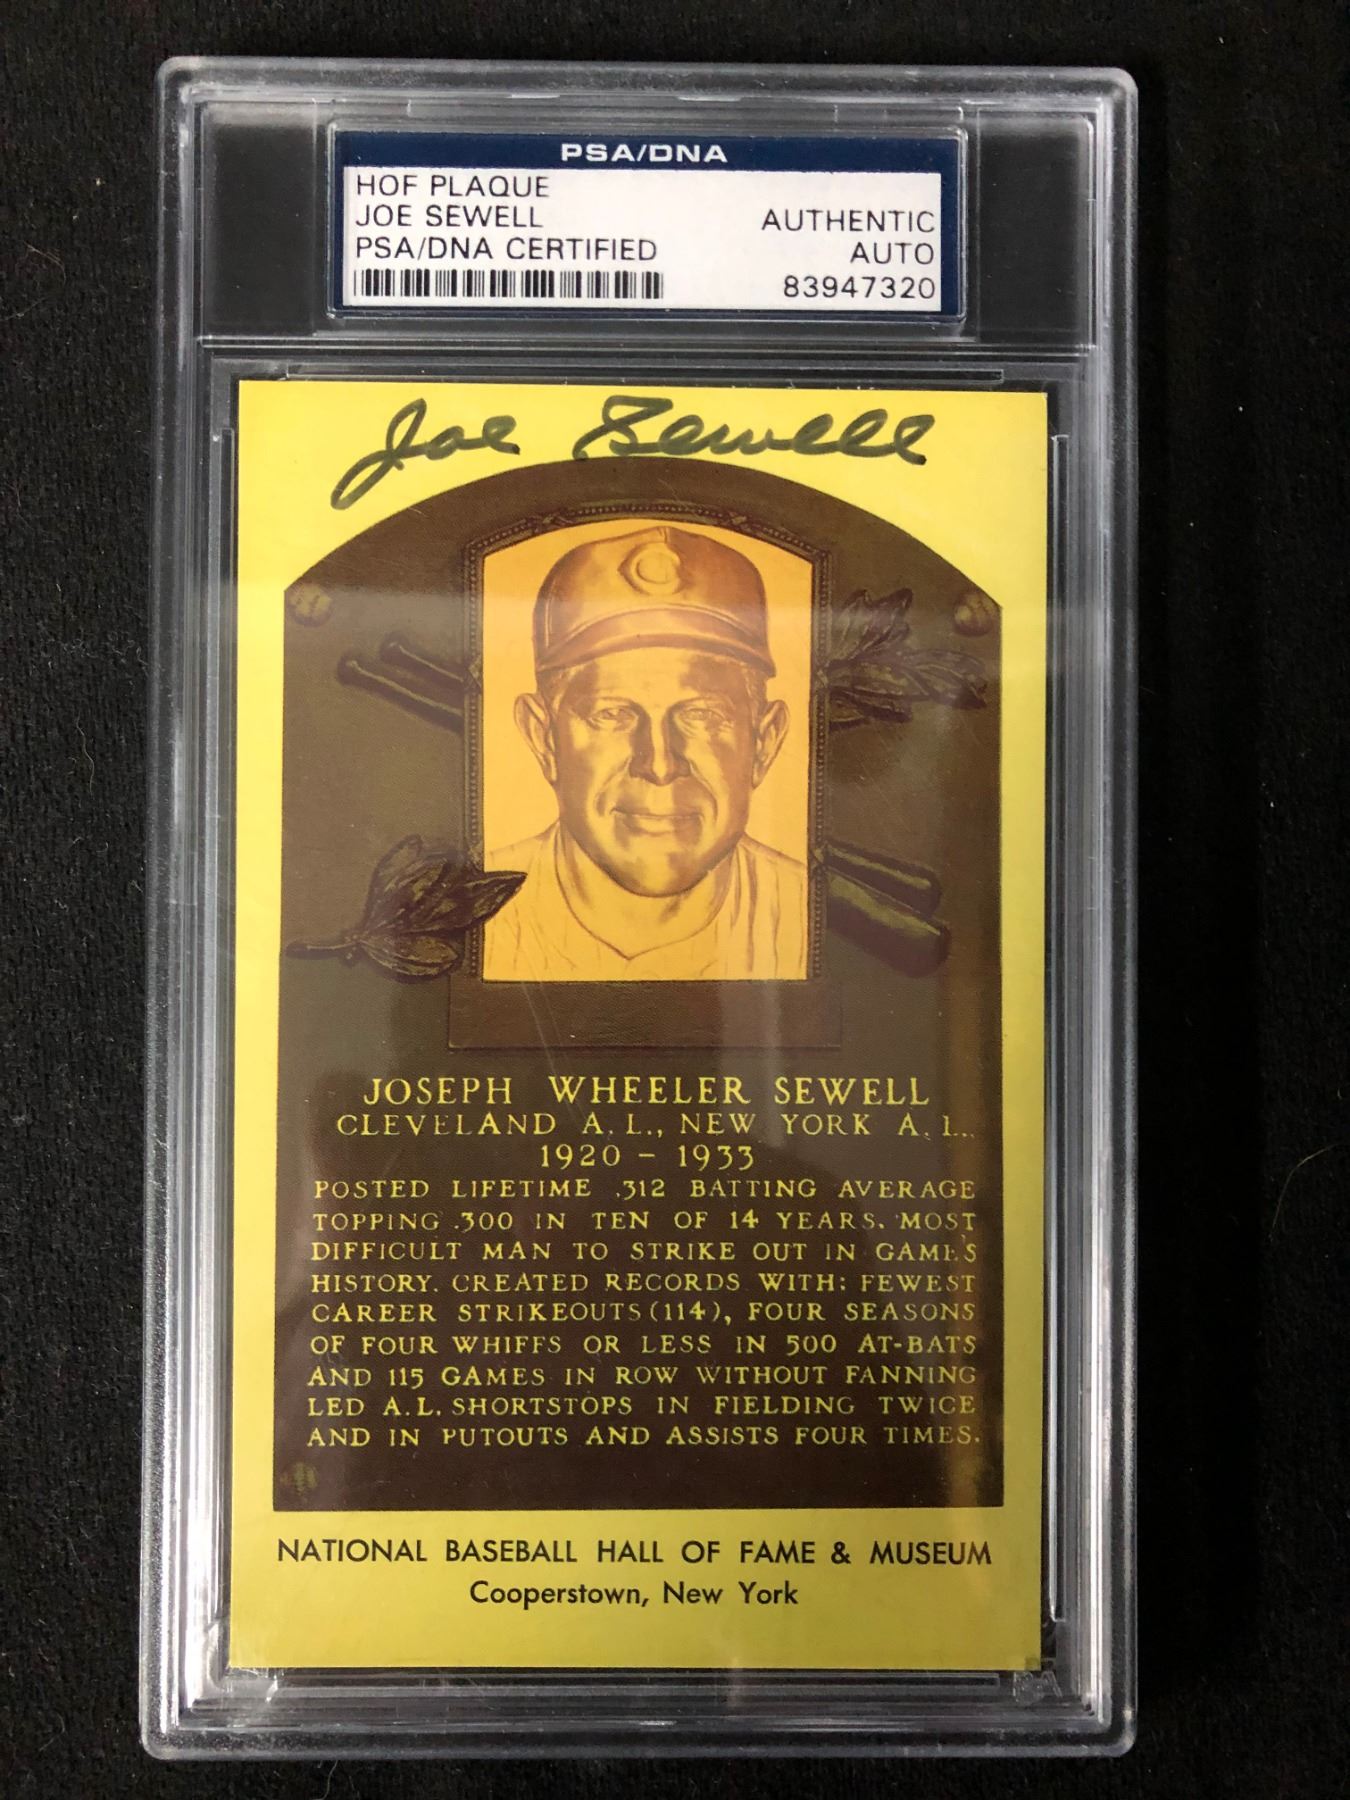 PSA/DNA
HOF PLAQUE
JOE SEWELL
PSA/DNA CERTIFIED
AUTHENTIC
AUTO
83947320
Joe Sewell
C
JOSEPH WHEELER SEWELL
CLEVELAND A.L., NEW YORK A.L.
1920 - 1933
POSTED LIFETIME .312 BATTING AVERAGE
TOPPING .300 IN TEN OF 14 YEARS. MOST
DIFFICULT MAN TO STRIKE OUT IN GAME'S
HISTORY. CREATED RECORDS WITH: FEWEST
CAREER STRIKEOUTS (114), FOUR SEASONS
OF FOUR WHIFFS OR LESS IN 500 AT-BATS
AND 115 GAMES IN ROW WITHOUT FANNING
LED A.L. SHORTSTOPS IN FIELDING TWICE
AND IN PUTOUTS AND ASSISTS FOUR TIMES.
NATIONAL BASEBALL HALL OF FAME & MUSEUM
Cooperstown, New York